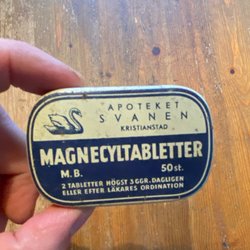 APOTEKET
SVANEN
KRISTIANSTAD
MAGNECYLTABLETTER
M.B. 50 st.
2 TABLETTER HÖGST 3 GGR. DAGLIGEN
ELLER EFTER LÄKARES ORDINATION